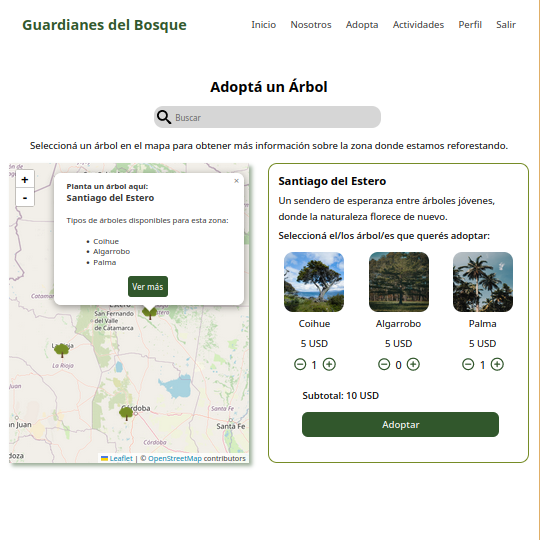 Guardianes del Bosque
Inicio Nosotros Adopta Actividades Perfil Salir
Adoptá un Árbol
Buscar
Seleccioná un árbol en el mapa para obtener más información sobre la zona donde estamos reforestando.
+
-
×
Planta un árbol aquí:
Santiago del Estero
Tipos de árboles disponibles para esta zona:
Coihue
Algarrobo
Palma
Ver más
San Fernando
del Valle
de Catamarca
La Rioja
La Rioja
Córdoba
Santa Fe
Santa Fe
Córdoba
Leaflet | © OpenStreetMap contributors
Santiago del Estero
Un sendero de esperanza entre árboles jóvenes,
donde la naturaleza florece de nuevo.
Seleccioná el/los árbol/es que querés adoptar:
Coihue Algarrobo Palma
5 USD 5 USD 5 USD
1 0 1
Subtotal: 10 USD
Adoptar